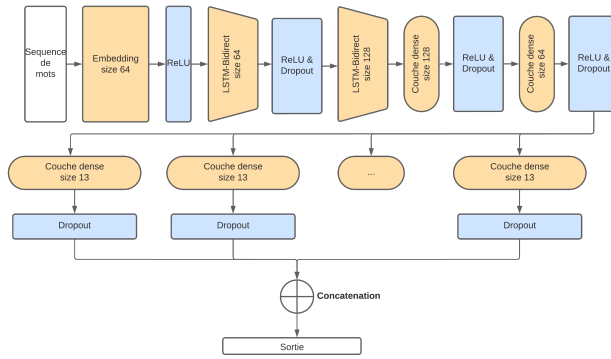 Sequence
de
mots
Embedding
size 64
ReLU
LSTM-Bidirect
size 64
ReLU &
Dropout
LSTM-Bidirect
size 128
Couche dense
size 128
ReLU &
Dropout
Couche dense
size 64
ReLU &
Dropout
Couche dense
size 13
Couche dense
size 13
...
Couche dense
size 13
Dropout
Dropout
Dropout
Concatenation
Sortie